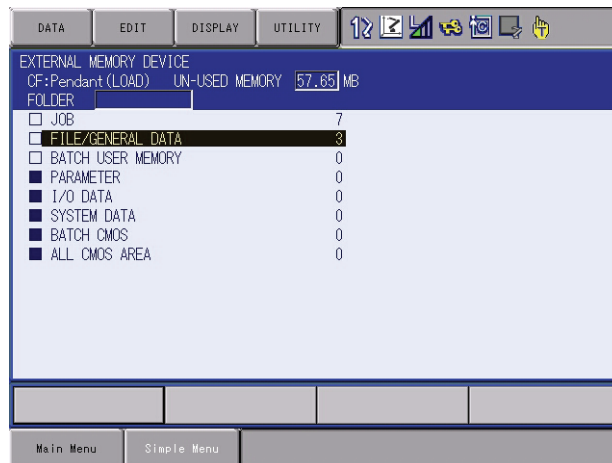 DATA EDIT DISPLAY UTILITY
EXTERNAL MEMORY DEVICE
CF:Pendant(LOAD) UN-USED MEMORY 57.65 MB
FOLDER
JOB 7
FILE/GENERAL DATA 3
BATCH USER MEMORY 0
PARAMETER 0
I/O DATA 0
SYSTEM DATA 0
BATCH CMOS 0
ALL CMOS AREA 0
Main Menu Simple Menu